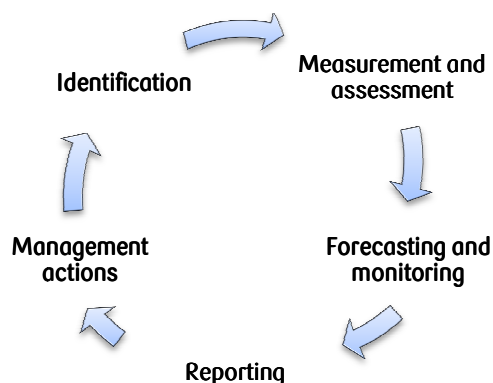 Identification
Measurement and
assessment
Forecasting and
monitoring
Reporting
Management
actions